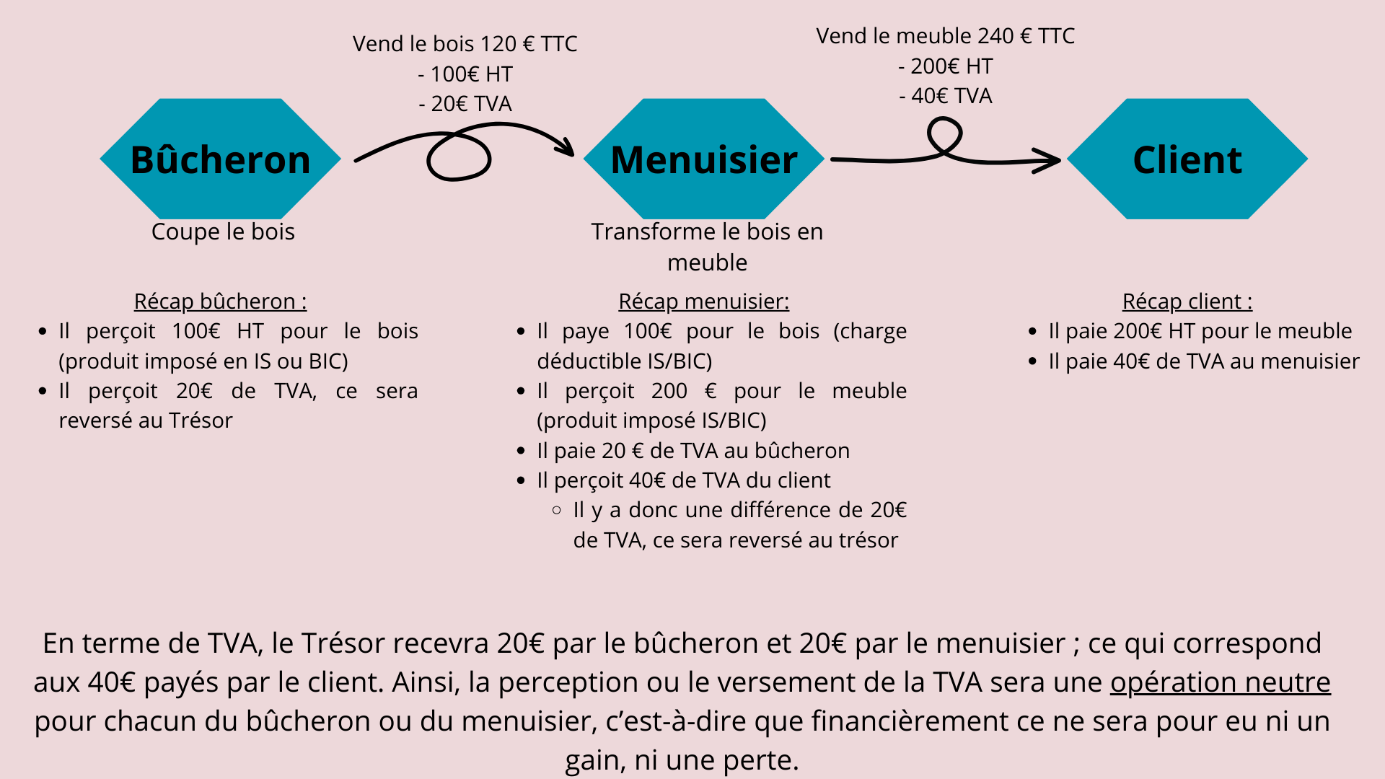 Vend le bois 120 € TTC
- 100€ HT
- 20€ TVA
Vend le meuble 240 € TTC
- 200€ HT
- 40€ TVA
Bûcheron
Menuisier
Client
Coupe le bois
Transforme le bois en
meuble
Récap bûcheron :
• Il perçoit 100€ HT pour le bois
(produit imposé en IS ou BIC)
• Il perçoit 20€ de TVA, ce sera
reversé au Trésor
Récap menuisier:
• Il paye 100€ pour le bois (charge
déductible IS/BIC)
• Il perçoit 200 € pour le meuble
(produit imposé IS/BIC)
• Il paie 20 € de TVA au bûcheron
• Il perçoit 40€ de TVA du client
○ Il y a donc une différence de 20€
de TVA, ce sera reversé au trésor
Récap client :
• Il paie 200€ HT pour le meuble
• Il paie 40€ de TVA au menuisier
En terme de TVA, le Trésor recevra 20€ par le bûcheron et 20€ par le menuisier ; ce qui correspond
aux 40€ payés par le client. Ainsi, la perception ou le versement de la TVA sera une opération neutre
pour chacun du bûcheron ou du menuisier, c’est-à-dire que financièrement ce ne sera pour eu ni un
gain, ni une perte.